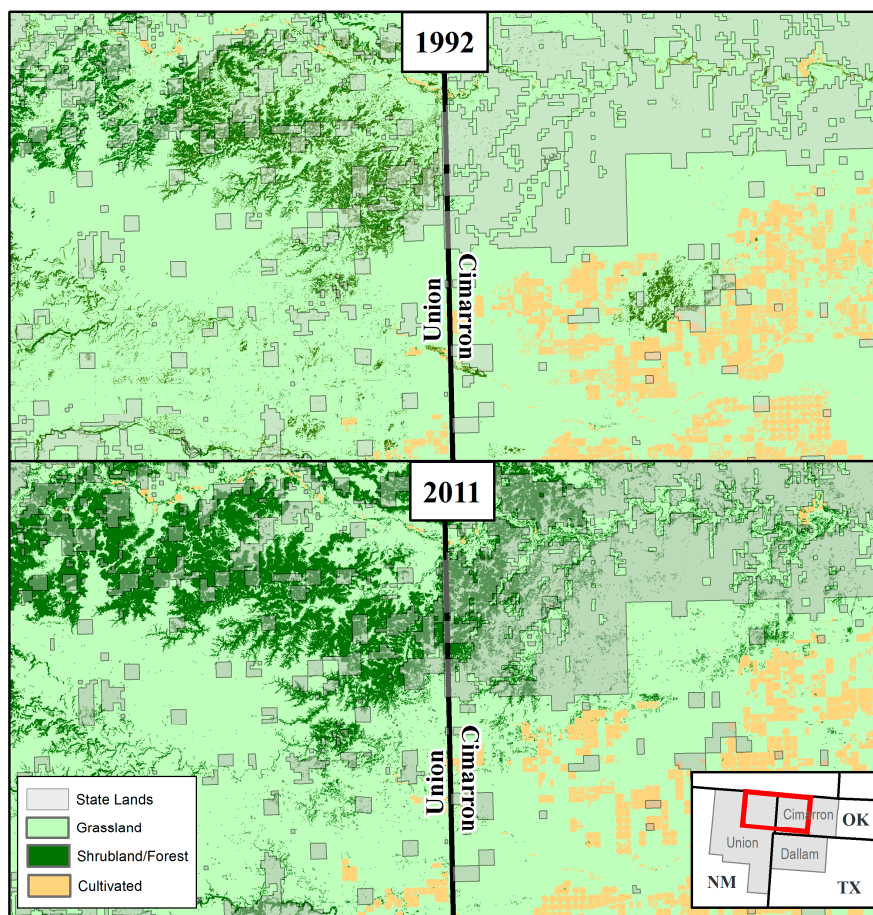 1992
Union
Cimarron
2011
Union
Cimarron
State Lands
Grassland
Shrubland/Forest
Cultivated
Cimarron
OK
Union
Dallam
NM
TX